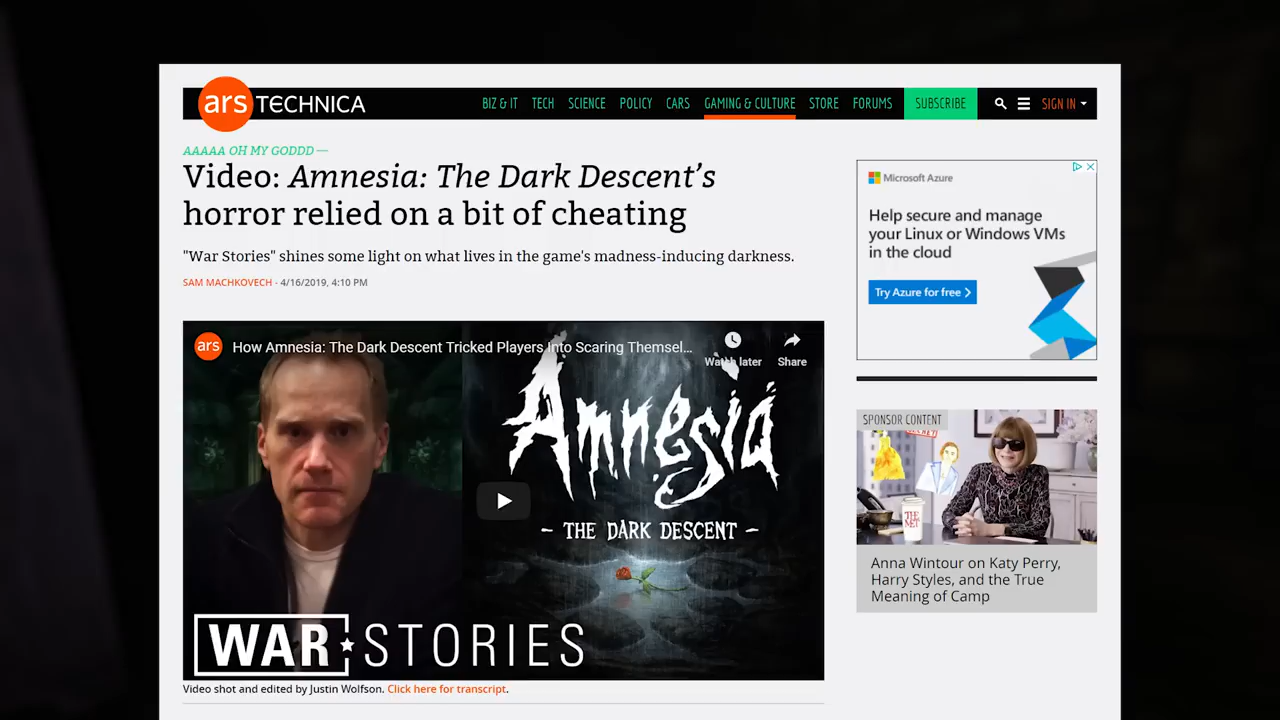 ars TECHNICA
BIZ & IT TECH SCIENCE POLICY CARS GAMING & CULTURE STORE FORUMS SUBSCRIBE SIGN IN
AAAAA OH MY GODDD —
Video: Amnesia: The Dark Descent's
horror relied on a bit of cheating
"War Stories" shines some light on what lives in the game's madness-inducing darkness.
SAM MACHKOVECH - 4/16/2019, 4:10 PM
ars How Amnesia: The Dark Descent Tricked Players Into Scaring Themsel...
Watch later Share
Amnesia
- THE DARK DESCENT -
WAR STORIES
Video shot and edited by Justin Wolfson. Click here for transcript.
Microsoft Azure
Help secure and manage
your Linux or Windows VMs
in the cloud
Try Azure for free
SPONSOR CONTENT
Anna Wintour on Katy Perry,
Harry Styles, and the True
Meaning of Camp